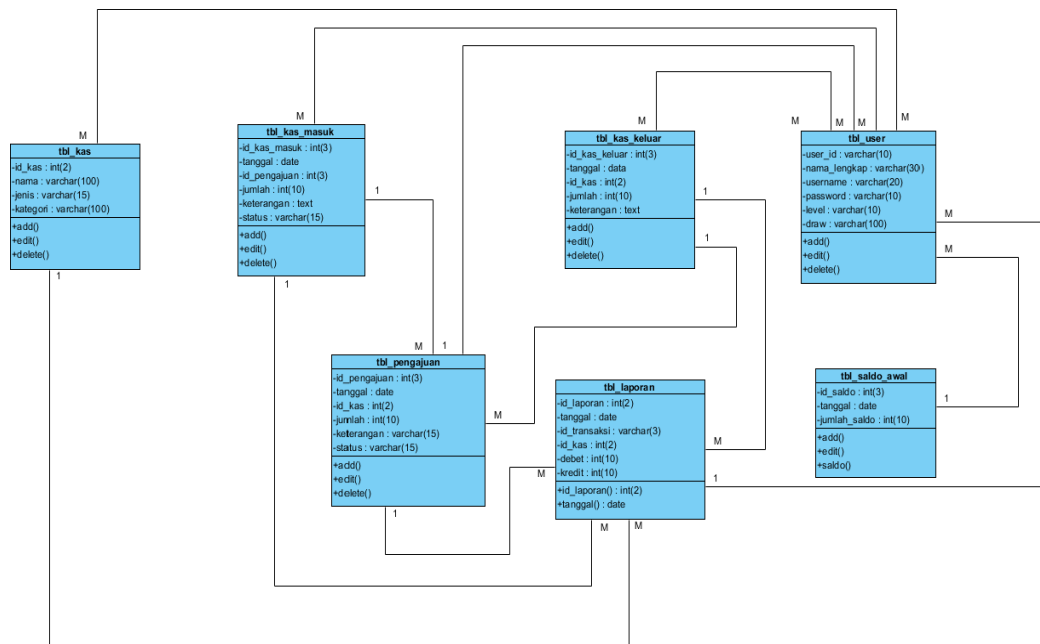 M
M
M
M
M
M
M
M
tbl_kas
-id_kas : int(2)
-nama : varchar(100)
-jenis : varchar(15)
-kategori : varchar(100)
+add()
+edit()
+delete()
1
tbl_kas_masuk
-id_kas_masuk : int(3)
-tanggal : date
-id_pengajuan : int(3)
-jumlah : int(10)
-keterangan : text
-status : varchar(15)
+add()
+edit()
+delete()
1
1
tbl_kas_keluar
-id_kas_keluar : int(3)
-tanggal : data
-id_kas : int(2)
-jumlah : int(10)
-keterangan : text
+add()
+edit()
+delete()
1
1
tbl_user
-user_id : varchar(10)
-nama_lengkap : varchar(30)
-username : varchar(20)
-password : varchar(10)
-level : varchar(10)
-draw : varchar(100)
+add()
+edit()
+delete()
M
M
M
1
tbl_pengajuan
-id_pengajuan : int(3)
-tanggal : date
-id_kas : int(2)
-jumlah : int(10)
-keterangan : varchar(15)
-status : varchar(15)
+add()
+edit()
+delete()
M
1
tbl_laporan
-id_laporan : int(2)
-tanggal : date
-id_transaksi : varchar(3)
-id_kas : int(2)
-debet : int(10)
-kredit : int(10)
+id_laporan() : int(2)
+tanggal() : date
M
M
1
M
M
tbl_saldo_awal
-id_saldo : int(3)
-tanggal : date
-jumlah_saldo : int(10)
+add()
+edit()
+saldo()
1